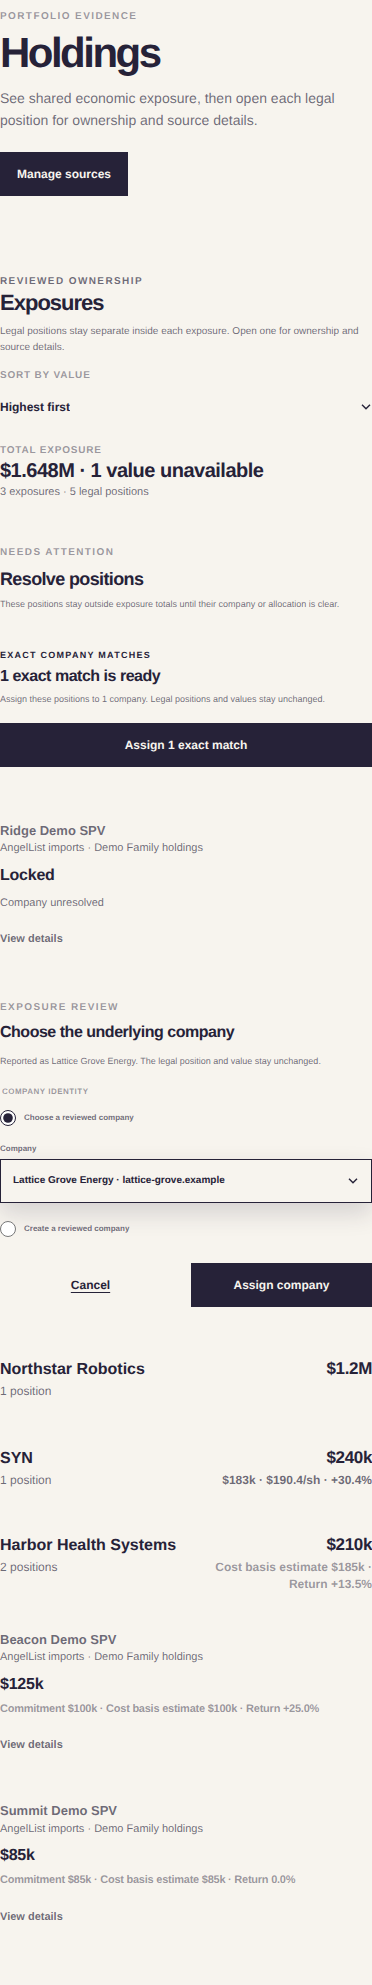 PORTFOLIO EVIDENCE
Holdings
See shared economic exposure, then open each legal
position for ownership and source details.
Manage sources
REVIEWED OWNERSHIP
Exposures
Legal positions stay separate inside each exposure. Open one for ownership and
source details.
SORT BY VALUE
Highest first
TOTAL EXPOSURE
$1.648M · 1 value unavailable
3 exposures · 5 legal positions
NEEDS ATTENTION
Resolve positions
These positions stay outside exposure totals until their company or allocation is clear.
EXACT COMPANY MATCHES
1 exact match is ready
Assign these positions to 1 company. Legal positions and values stay unchanged.
Assign 1 exact match
Ridge Demo SPV
AngelList imports · Demo Family holdings
Locked
Company unresolved
View details
EXPOSURE REVIEW
Choose the underlying company
Reported as Lattice Grove Energy. The legal position and value stay unchanged.
COMPANY IDENTITY
Choose a reviewed company
Company
Lattice Grove Energy · lattice-grove.example
Create a reviewed company
Cancel
Assign company
Northstar Robotics
$1.2M
1 position
SYN
$240k
1 position
$183k · $190.4/sh · +30.4%
Harbor Health Systems
$210k
2 positions
Cost basis estimate $185k ·
Return +13.5%
Beacon Demo SPV
AngelList imports · Demo Family holdings
$125k
Commitment $100k · Cost basis estimate $100k · Return +25.0%
View details
Summit Demo SPV
AngelList imports · Demo Family holdings
$85k
Commitment $85k · Cost basis estimate $85k · Return 0.0%
View details